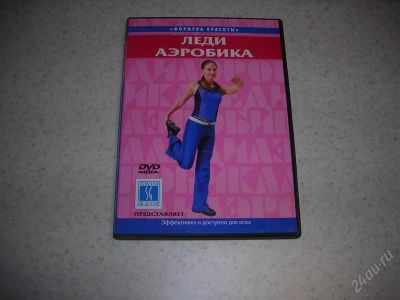 «ФОРМУЛА КРАСОТЫ»
ЛЕДИ
АЭРОБИКА
DVD
ПРЕДСТАВЛЯЕТ
Эффективно и доступно для всех
24au.ru